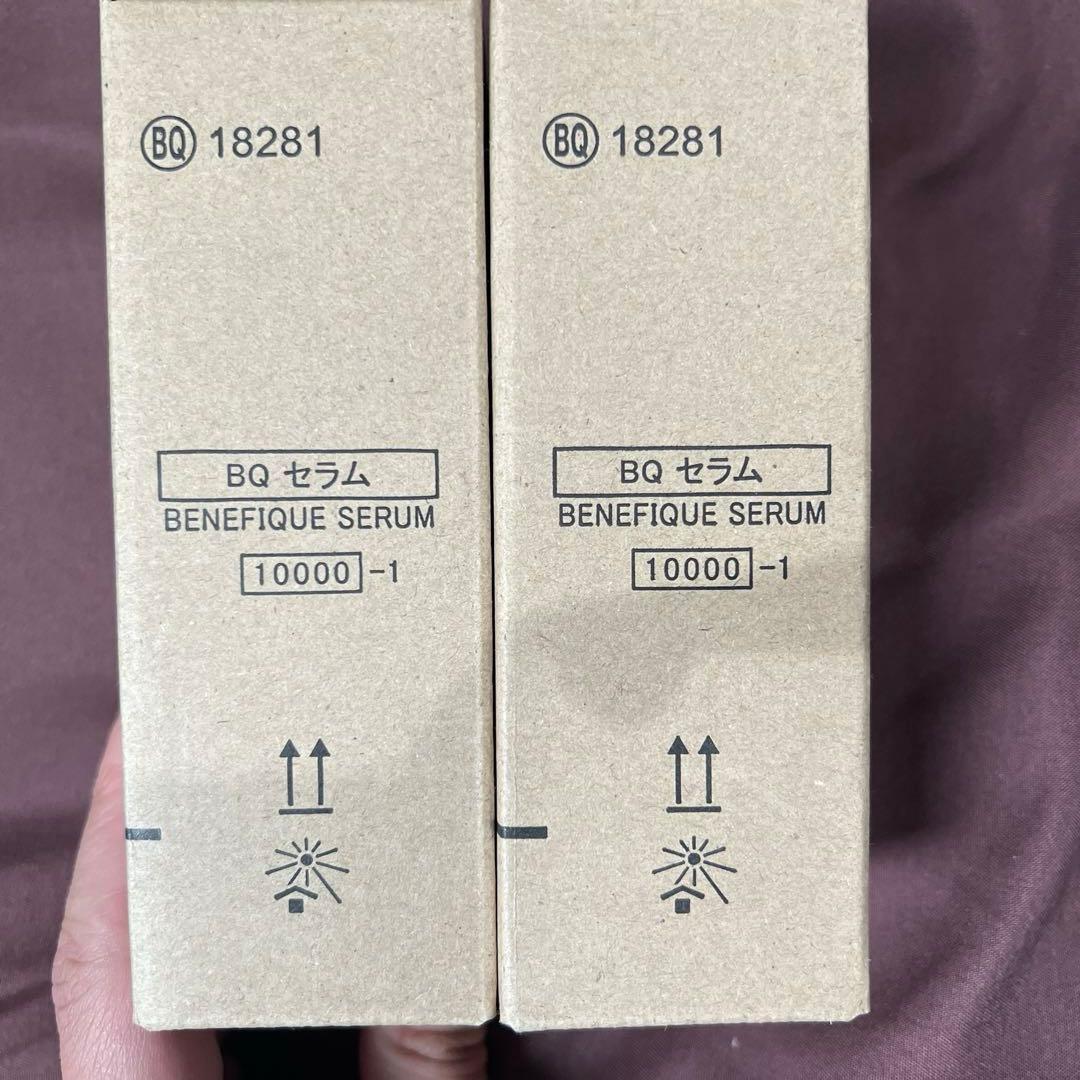 BQ 18281
BQ セラム
BENEFIQUE SERUM
10000-1
BQ 18281
BQ セラム
BENEFIQUE SERUM
10000-1